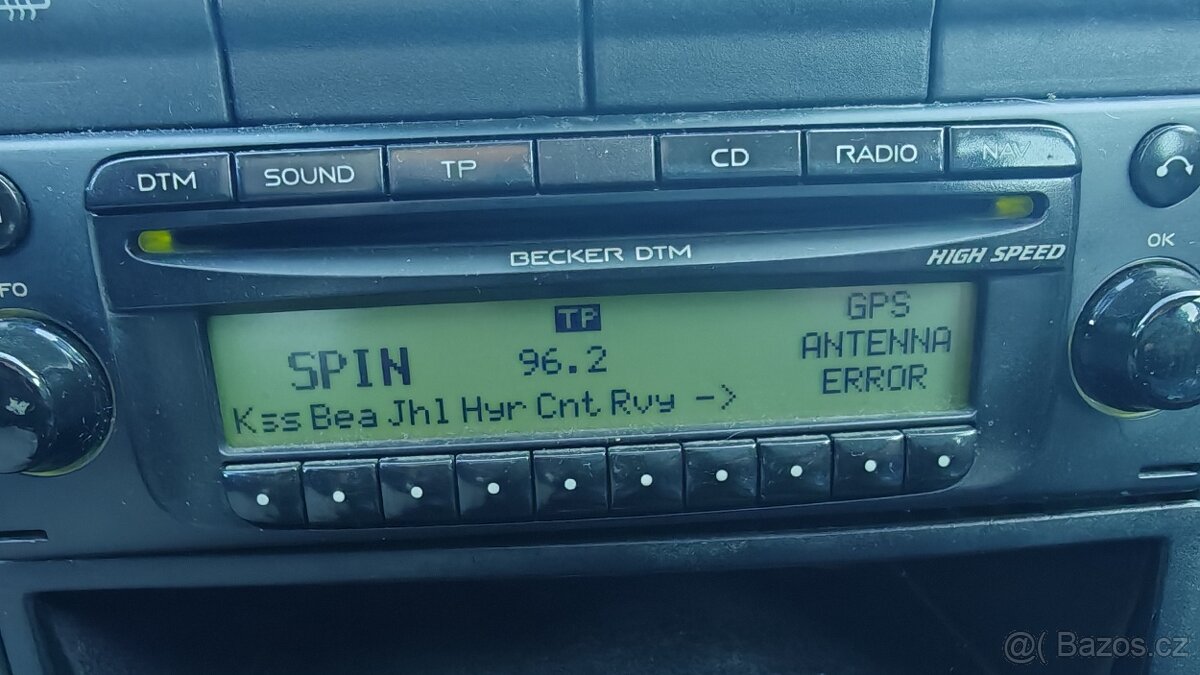 DTM SOUND TP CD RADIO NAV
BECKER DTM
HIGH SPEED
OK
FO
TP
GPS
SPIN 96.2 ANTENNA
ERROR
Kss Bea Jhl Hyr Cnt Rvy ->
@( Bazos.cz